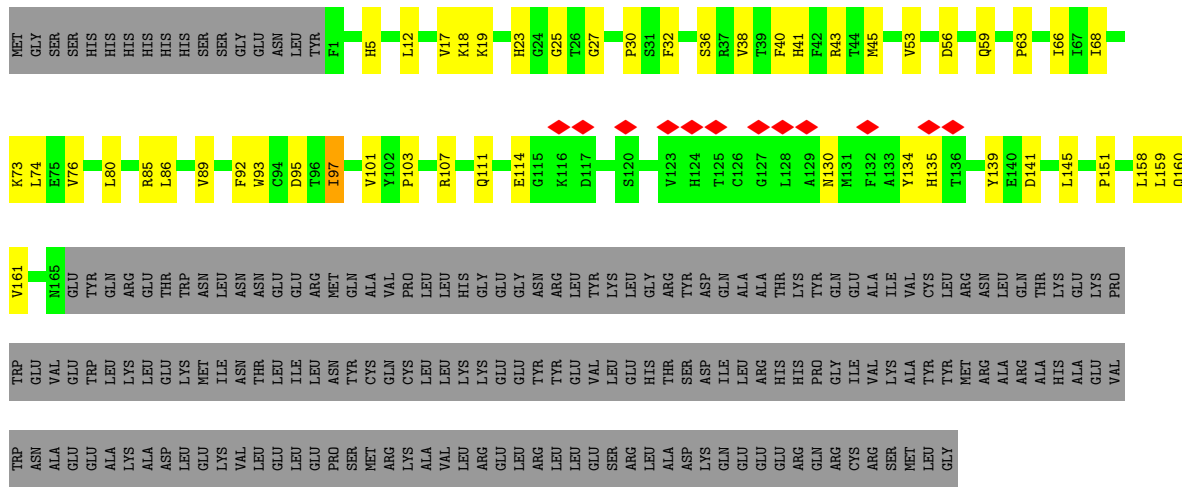 MET GLY SER SER HIS HIS HIS HIS HIS HIS SER SER GLY GLU ASN LEU TYR F1 H5 L12 V17 K18 K19 H23 G24 G25 T26 G27 P30 S31 F32 S36 R37 V38 T39 F40 H41 F42 R43 T44 M45 V53 D56 Q59 P63 I66 I67 I68
K73 L74 E75 V76 L80 R85 L86 V89 F92 W93 C94 D95 T96 I97 V101 Y102 P103 R107 Q111 E114 G115 K116 D117 S120 V123 H124 T125 C126 G127 L128 A129 N130 M131 F132 A133 Y134 H135 T136 Y139 E140 D141 L145 P151 L158 L159 Q160
V161 N165 GLU TYR GLN ARG GLU THR TRP ASN LEU ASN ASN GLU GLU ARG MET GLN ALA VAL PRO LEU LEU HIS GLY GLU GLY ASN ARG LEU TYR LYS LEU GLY ARG TYR ASP GLN ALA ALA THR LYS TYR GLN GLU ALA ILE VAL CYS LEU ARG ASN LEU GLN THR LYS GLU LYS PRO
TRP GLU VAL GLU TRP LEU LYS LEU GLU LYS MET ILE ASN THR LEU ILE LEU ASN TYR CYS GLN CYS LEU LEU LYS LYS GLU GLU TYR TYR GLU VAL LEU GLU HIS THR SER ASP ILE LEU ARG HIS HIS PRO GLY ILE VAL LYS ALA TYR TYR MET ARG ALA ARG ALA HIS ALA GLU VAL
TRP ASN ALA GLU GLU ALA LYS ALA ASP LEU GLU LYS VAL LEU GLU LEU GLU PRO SER MET ARG LYS ALA VAL LEU ARG GLU LEU ARG LEU LEU GLU SER ARG LEU ALA ASP LYS GLN GLU GLU GLU ARG GLN ARG CYS ARG SER MET LEU GLY